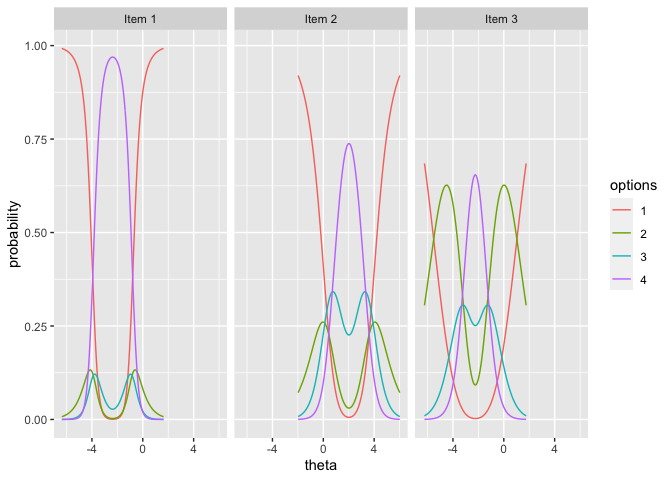 Item 1 Item 2 Item 3
1.00
0.75
0.50
0.25
0.00
probability
-4 0 4 -4 0 4 -4 0 4
theta
options
1
2
3
4